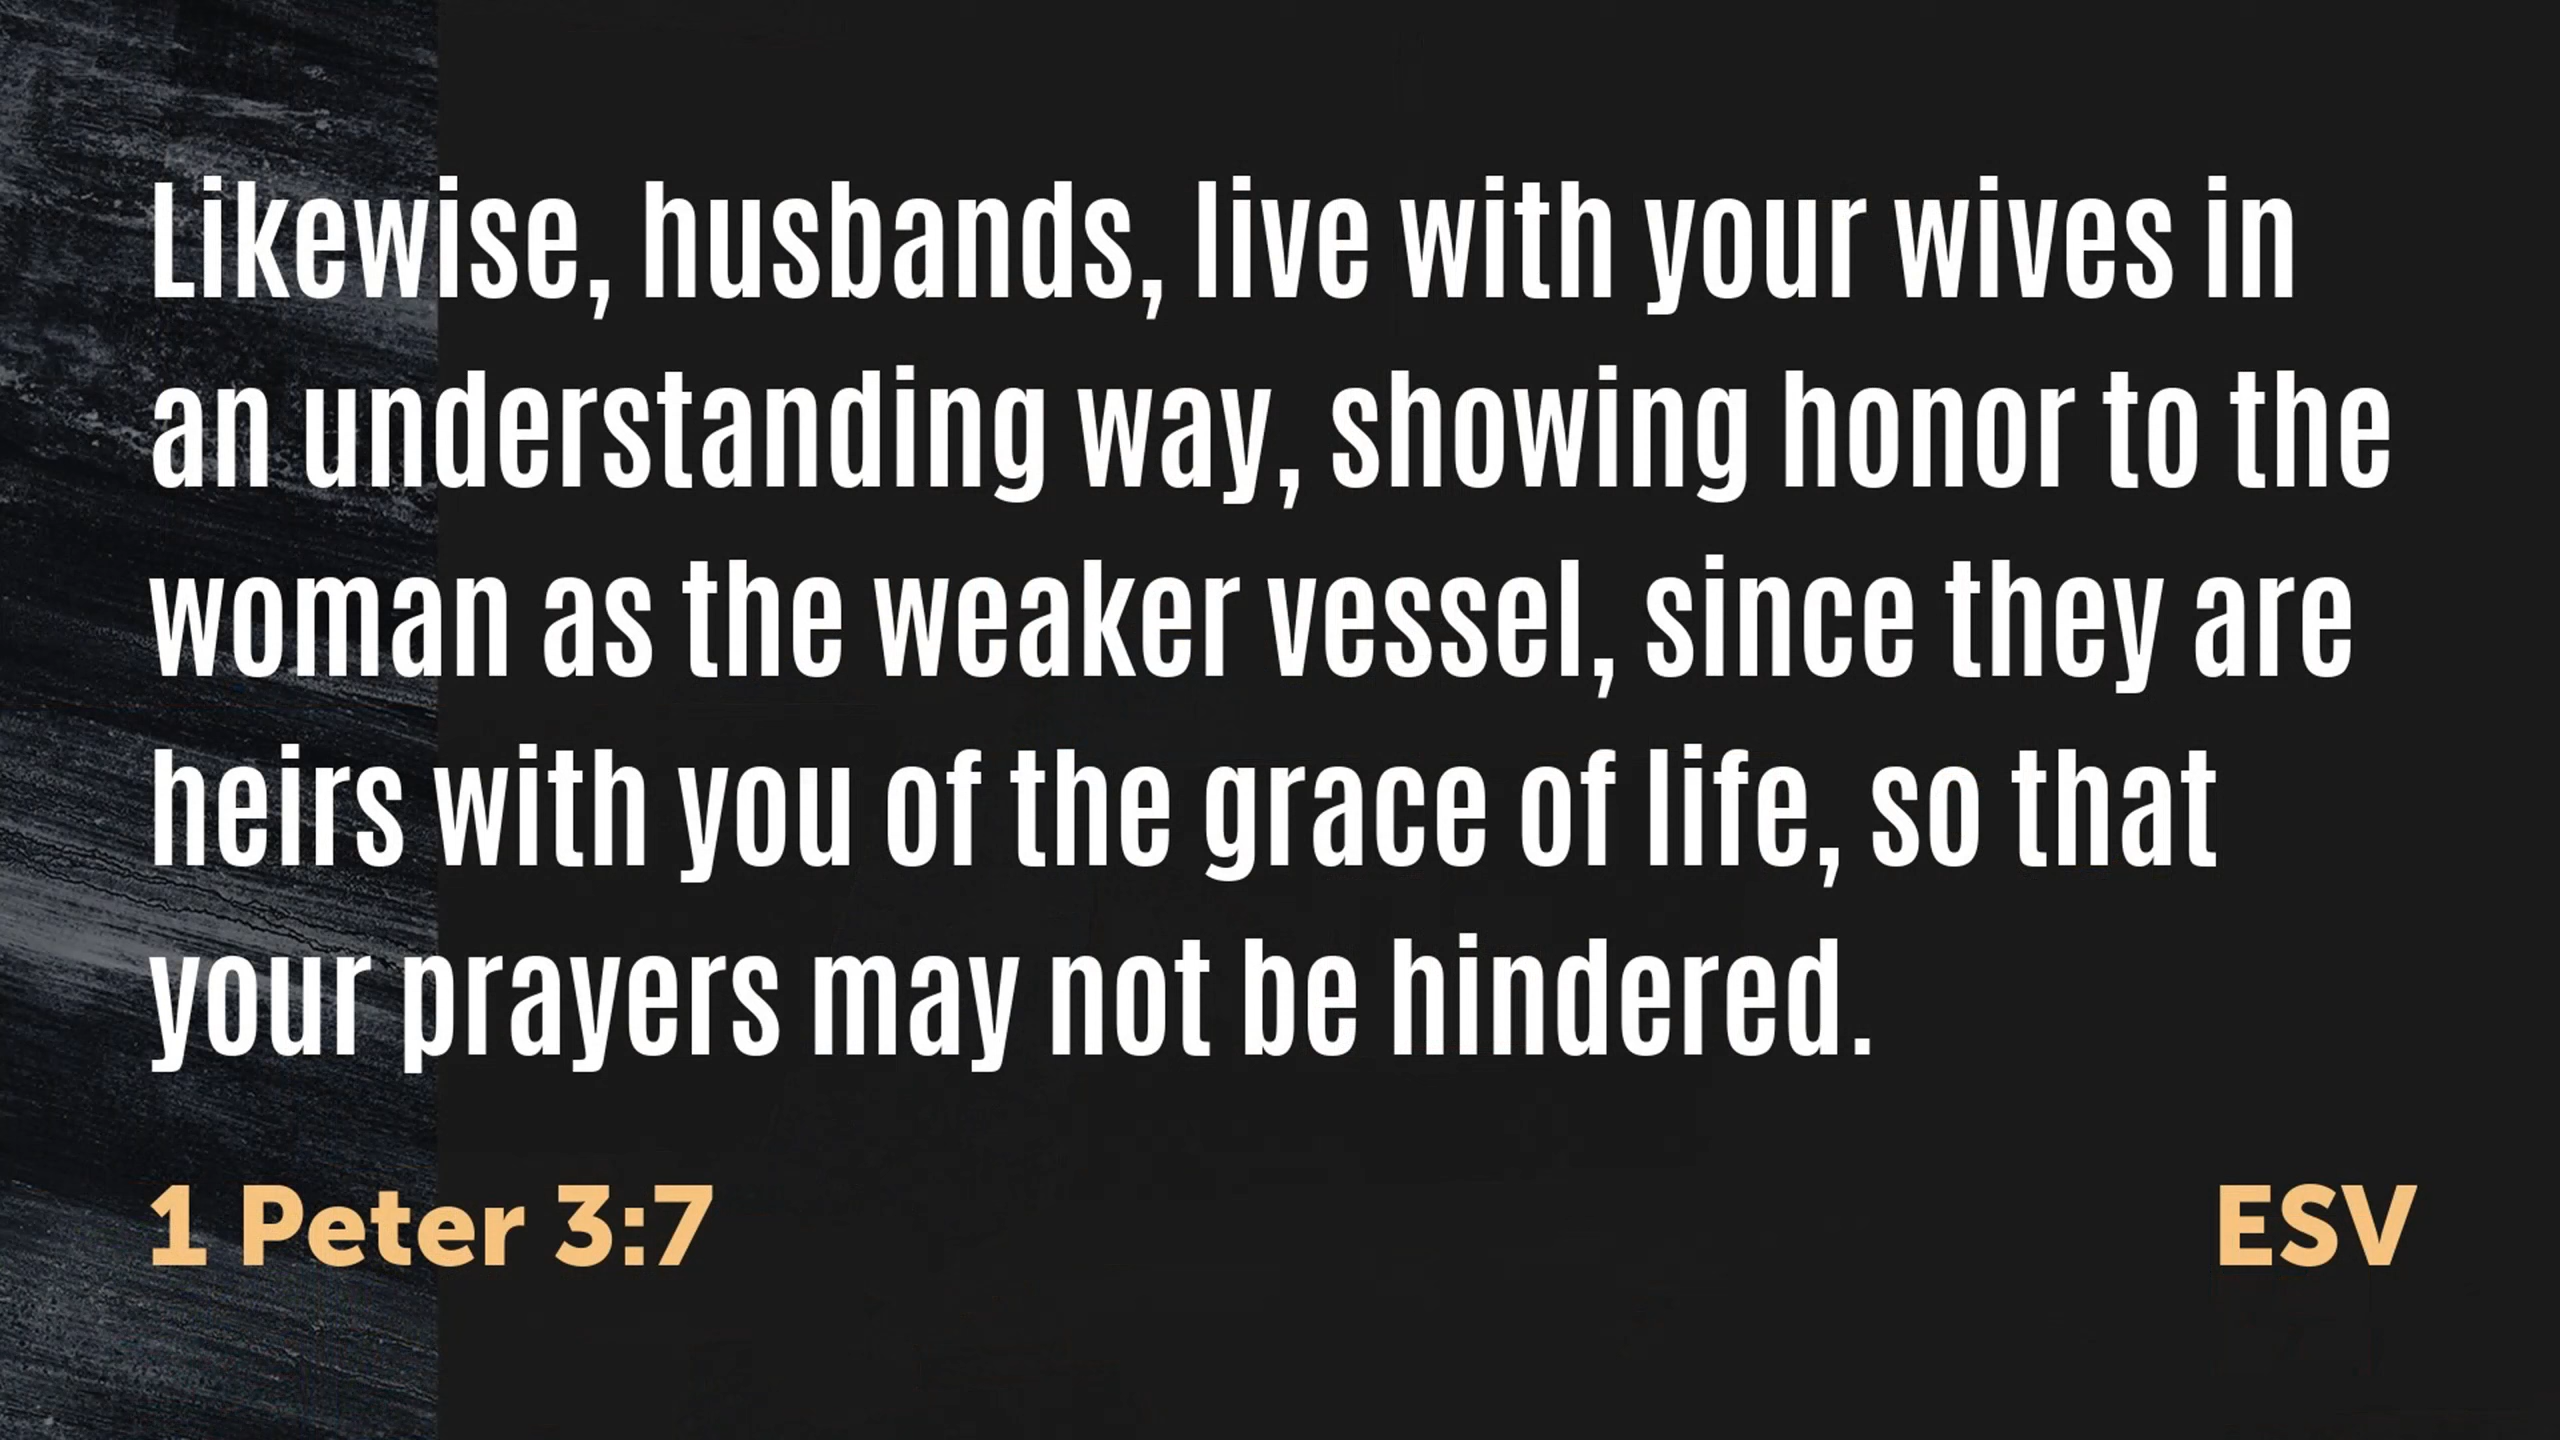 Likewise, husbands, live with your wives in
an understanding way, showing honor to the
woman as the weaker vessel, since they are
heirs with you of the grace of life, so that
your prayers may not be hindered.
1 Peter 3:7 ESV